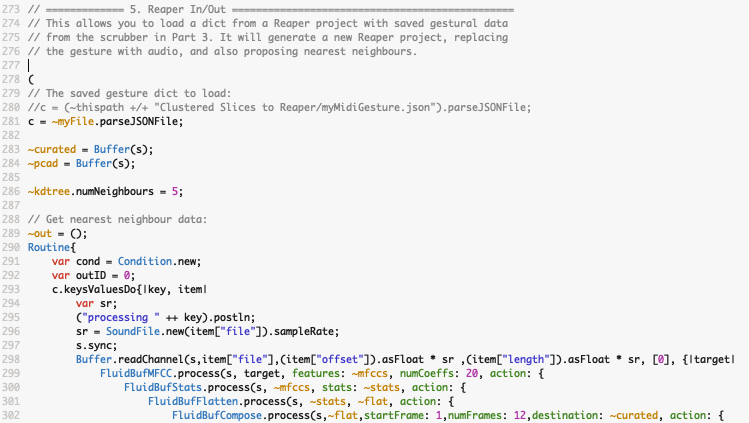 273 // ============= 5. Reaper In/Out ===============================================
274 // This allows you to load a dict from a Reaper project with saved gestural data
275 // from the scrubber in Part 3. It will generate a new Reaper project, replacing
276 // the gesture with audio, and also proposing nearest neighbours.
277
278 (
279 // The saved gesture dict to load:
280 //c = (~thispath +/+ "Clustered Slices to Reaper/myMidiGesture.json").parseJSONFile;
281 c = ~myFile.parseJSONFile;
282
283 ~curated = Buffer(s);
284 ~pcad = Buffer(s);
285
286 ~kdtree.numNeighbours = 5;
287
288 // Get nearest neighbour data:
289 ~out = ();
290 Routine{
291     var cond = Condition.new;
292     var outID = 0;
293     c.keysValuesDo{|key, item|
294         var sr;
295         ("processing " ++ key).postln;
296         sr = SoundFile.new(item["file"]).sampleRate;
297         s.sync;
298         Buffer.readChannel(s,item["file"],(item["offset"]).asFloat * sr ,(item["length"]).asFloat * sr, [0], {|target|
299             FluidBufMFCC.process(s, target, features: ~mfccs, numCoeffs: 20, action: {
300                 FluidBufStats.process(s, ~mfccs, stats: ~stats, action: {
301                     FluidBufFlatten.process(s, ~stats, ~flat, action: {
302                         FluidBufCompose.process(s,~flat,startFrame: 1,numFrames: 12,destination: ~curated, action: {